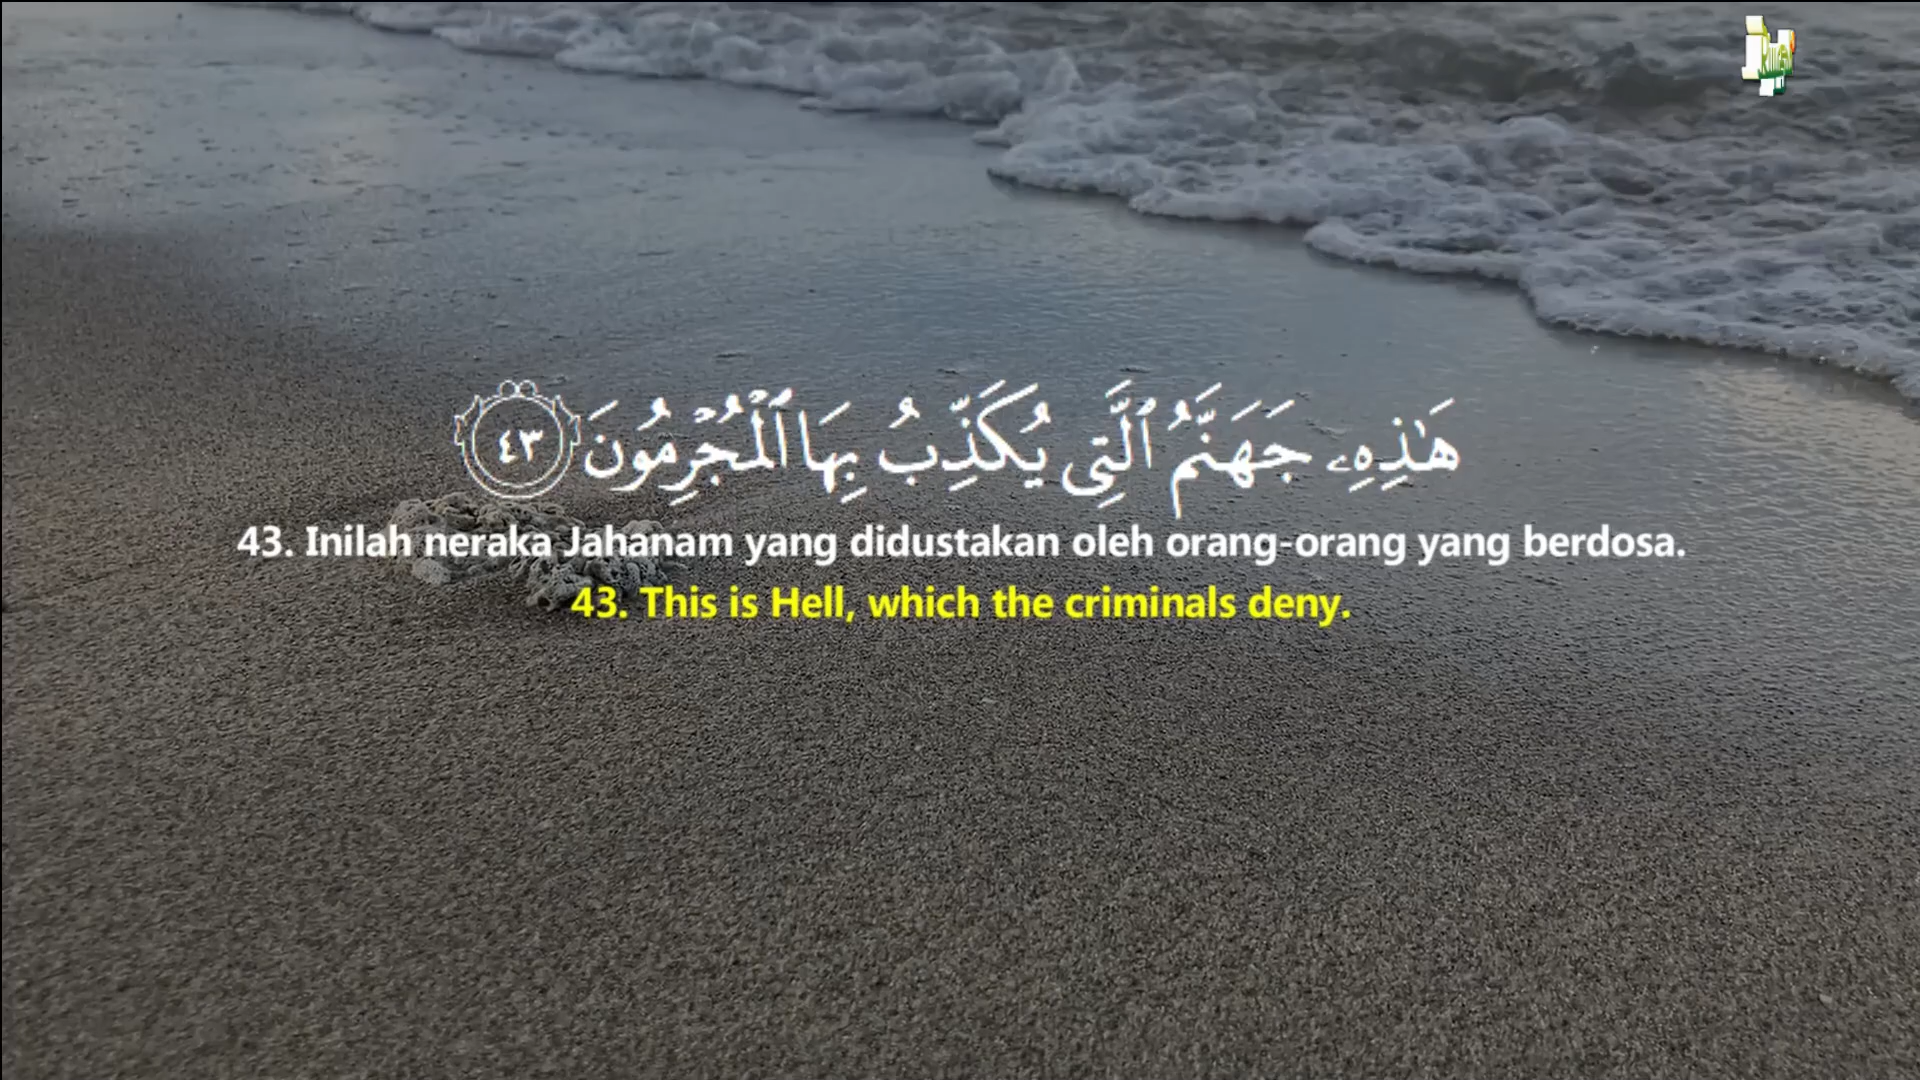 هَٰذِهِۦ جَهَنَّمُ ٱلَّتِى يُكَذِّبُ بِهَا ٱلْمُجْرِمُونَ ٤٣
43. Inilah neraka Jahanam yang didustakan oleh orang-orang yang berdosa.
43. This is Hell, which the criminals deny.